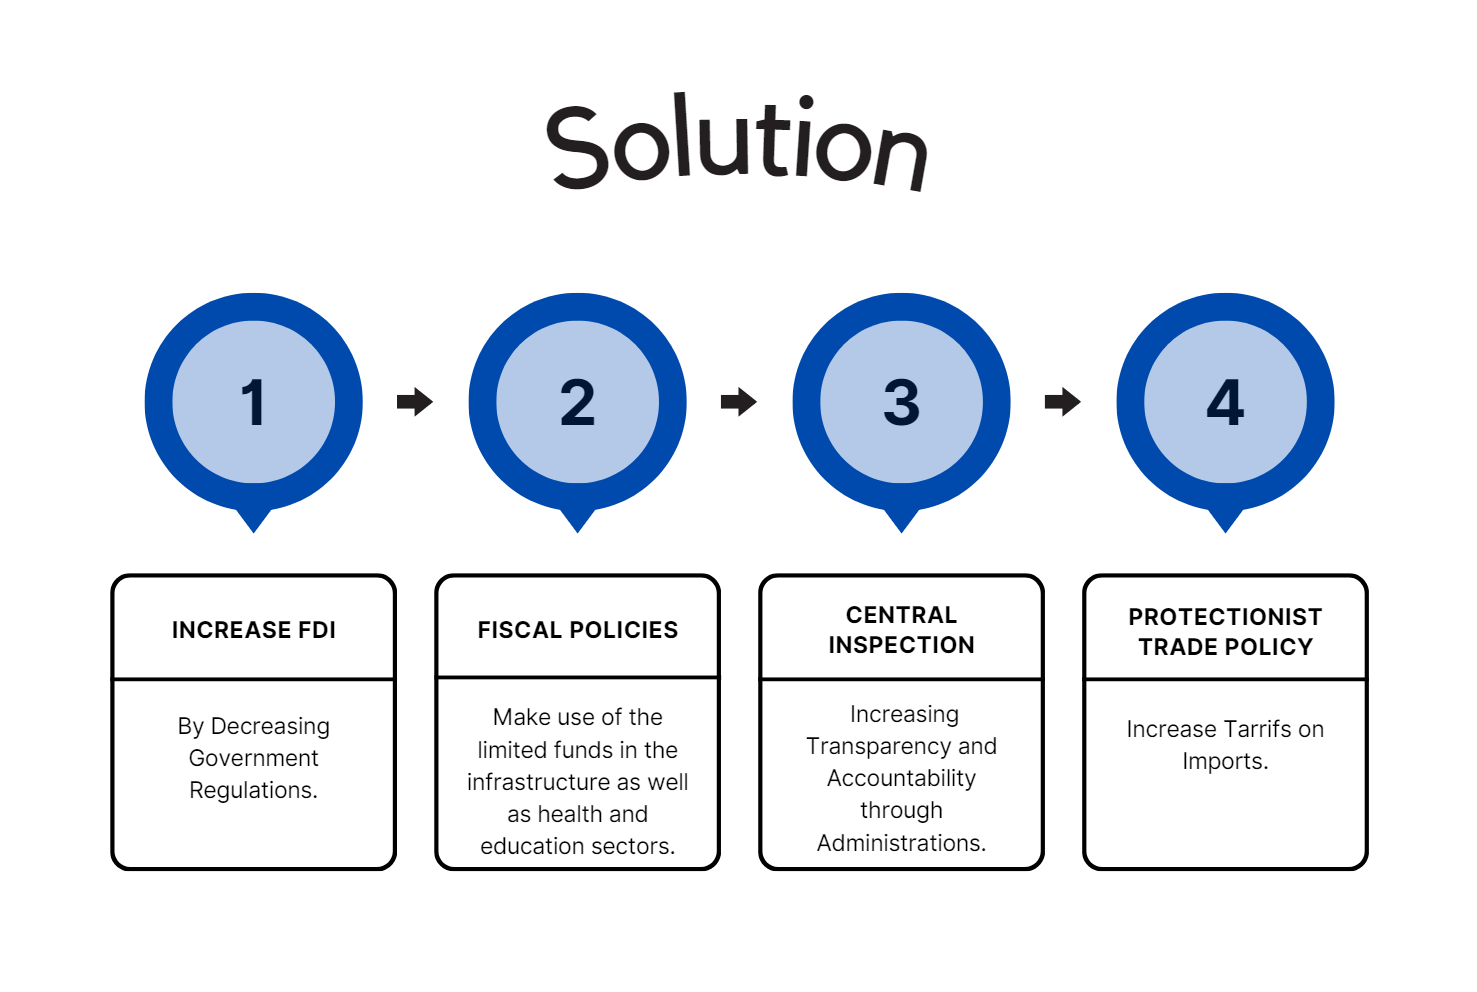 Solution
1
2
3
4
INCREASE FDI
By Decreasing
Government
Regulations.
FISCAL POLICIES
Make use of the
limited funds in the
infrastructure as well
as health and
education sectors.
CENTRAL
INSPECTION
Increasing
Transparency and
Accountability
through
Administrations.
PROTECTIONIST
TRADE POLICY
Increase Tarrifs on
Imports.